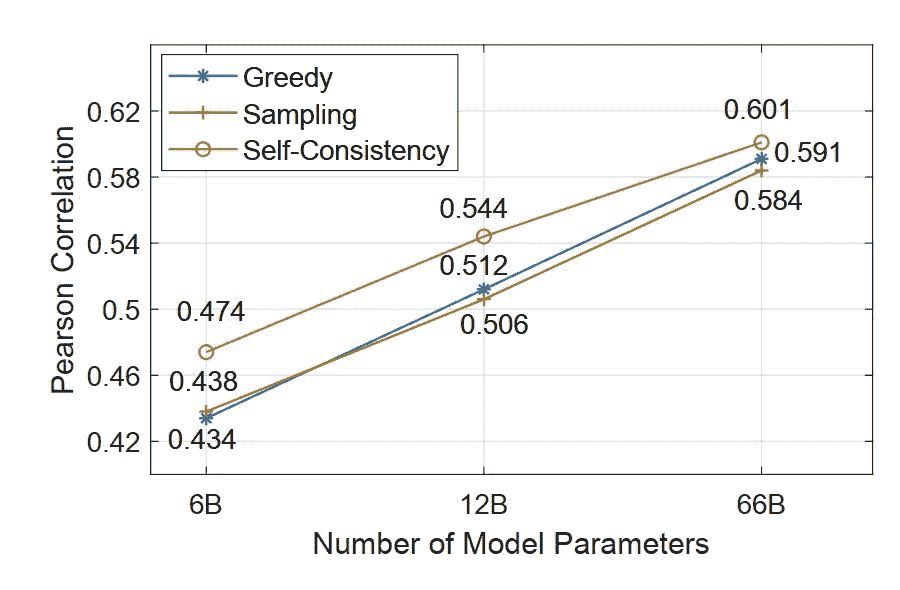 Greedy
Sampling
Self-Consistency
Pearson Correlation
0.62
0.58
0.54
0.5
0.46
0.42
0.601
0.591
0.584
0.544
0.512
0.506
0.474
0.438
0.434
6B 12B 66B
Number of Model Parameters